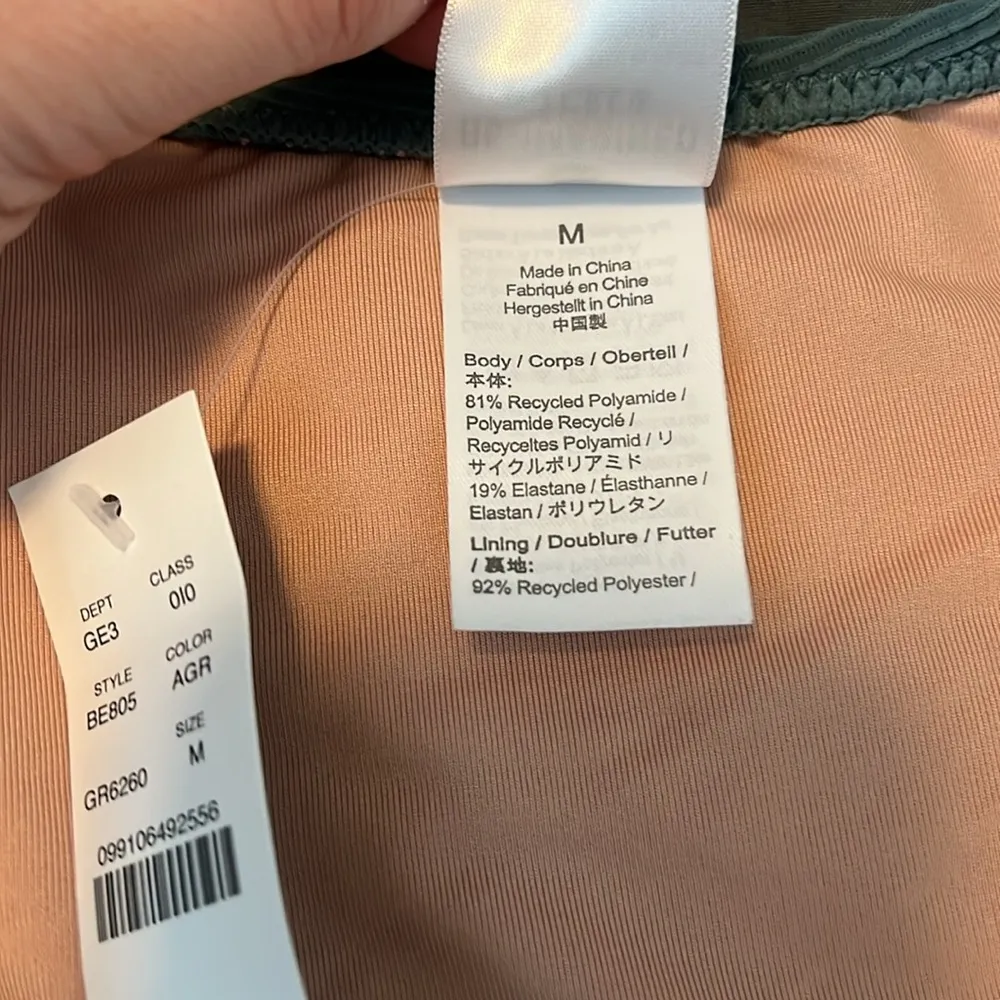 M
Made in China
Fabriqué en Chine
Hergestellt in China
中国製
Body / Corps / Obertell /
本体:
81% Recycled Polyamide /
Polyamide Recyclé /
Recyceltes Polyamid / リ
サイクルポリアミド
19% Elastane / Élasthanne /
Elastan / ポリウレタン
Lining / Doublure / Futter
/ 裏地:
92% Recycled Polyester /
DEPT CLASS
GE3 010
STYLE COLOR
BE805 AGR
SIZE
GR6260 M
099106492556